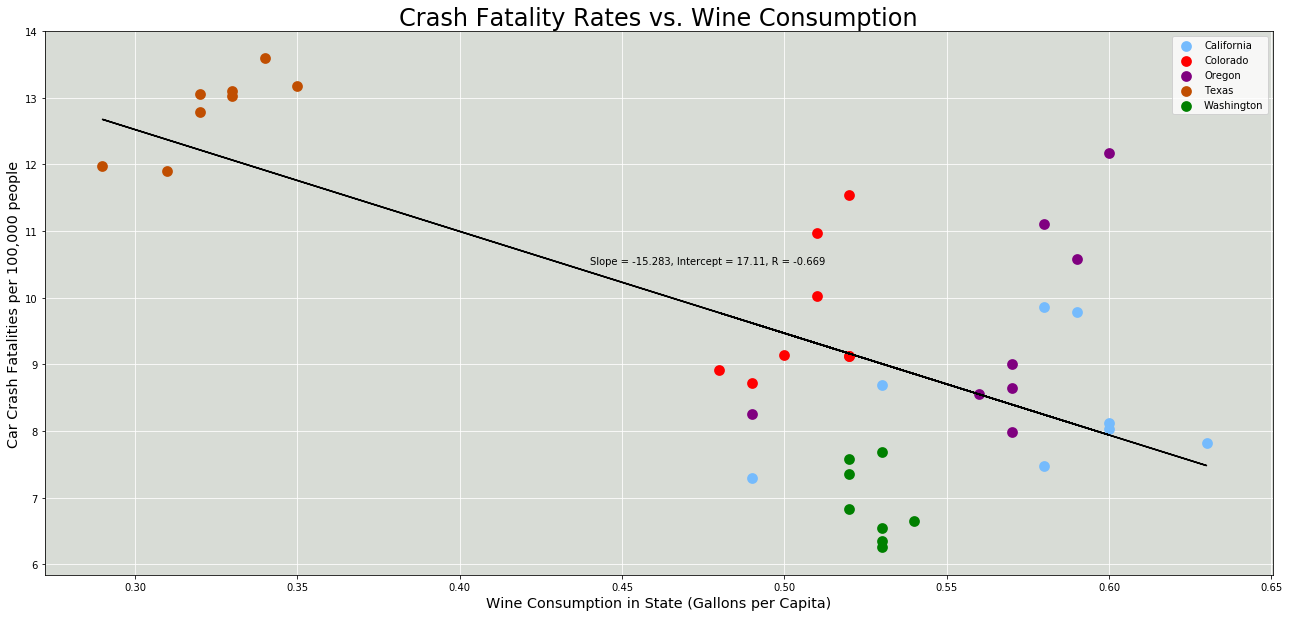 Crash Fatality Rates vs. Wine Consumption
California
Colorado
Oregon
Texas
Washington
14
13
12
11
10
9
8
7
6
Car Crash Fatalities per 100,000 people
Slope = -15.283, Intercept = 17.11, R = -0.669
0.30 0.35 0.40 0.45 0.50 0.55 0.60 0.65
Wine Consumption in State (Gallons per Capita)